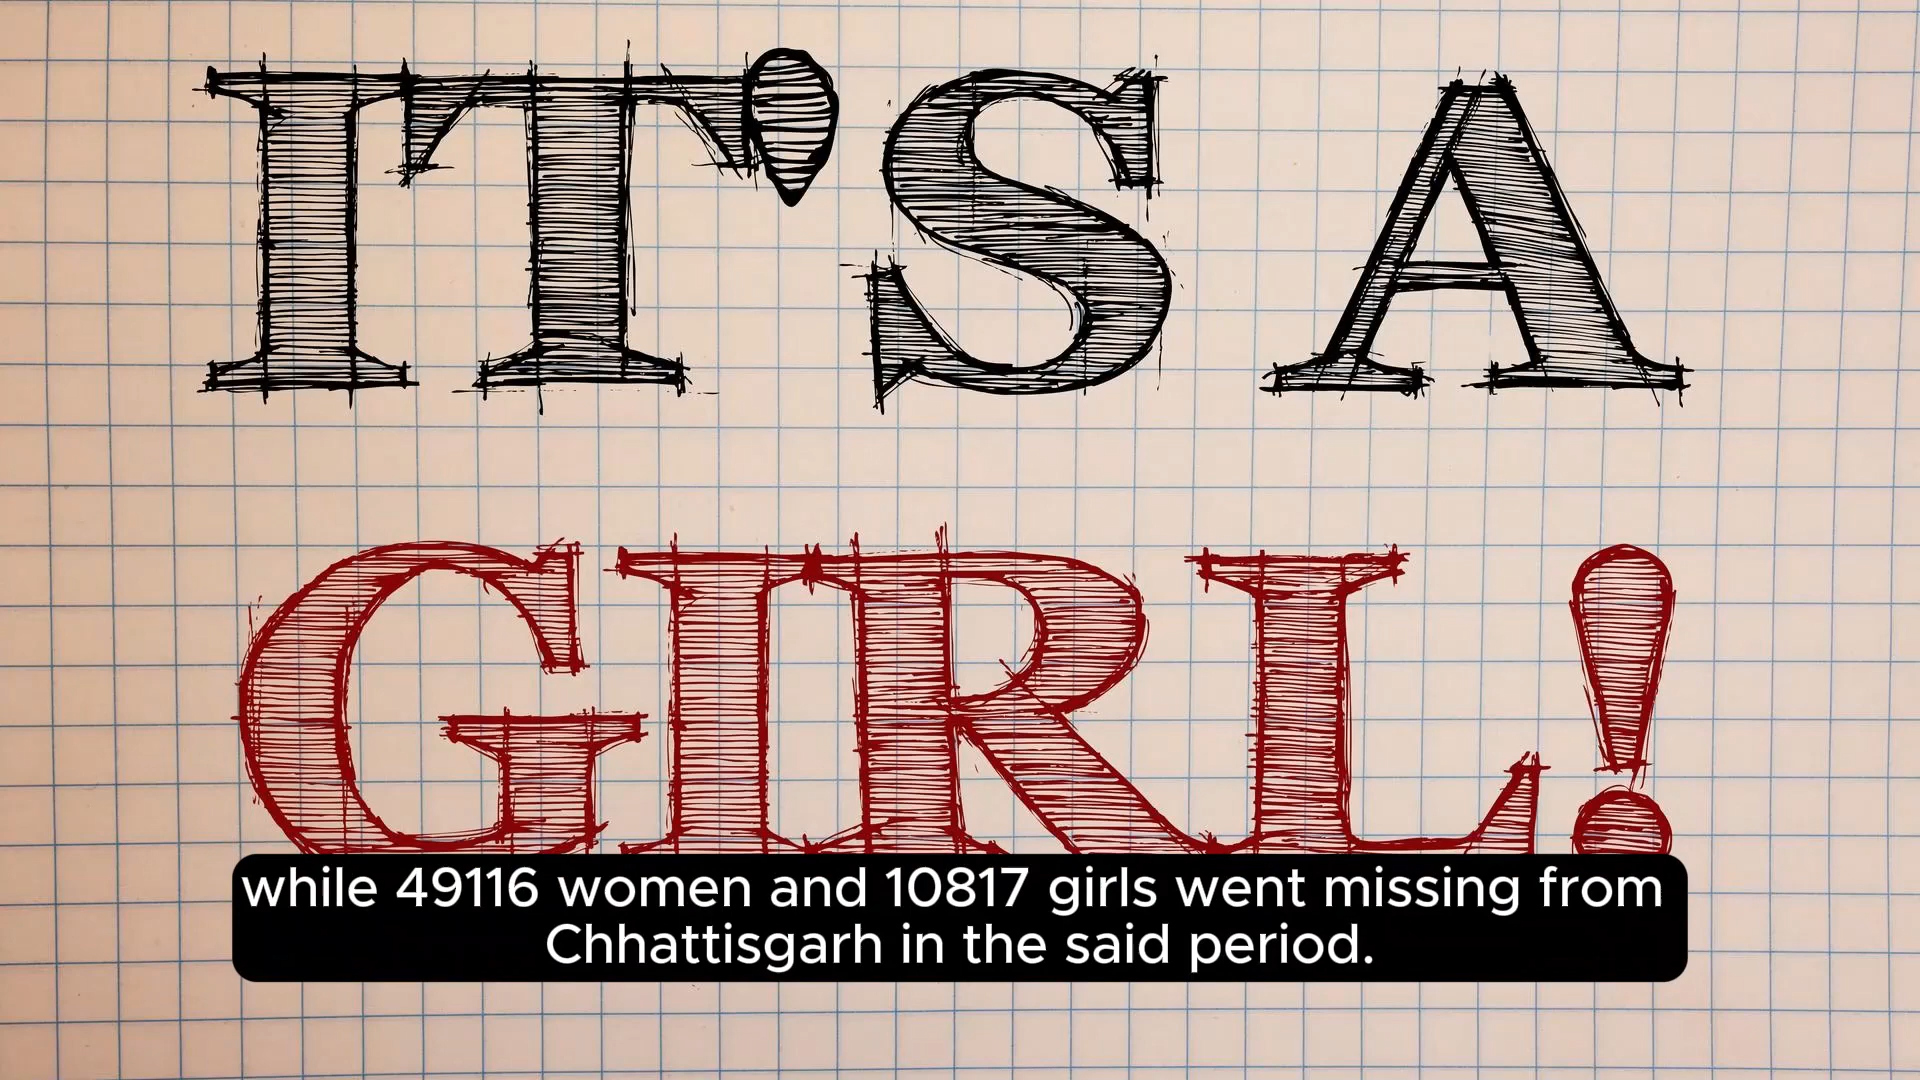 IT'S A
GIRL!
while 49116 women and 10817 girls went missing from
Chhattisgarh in the said period.